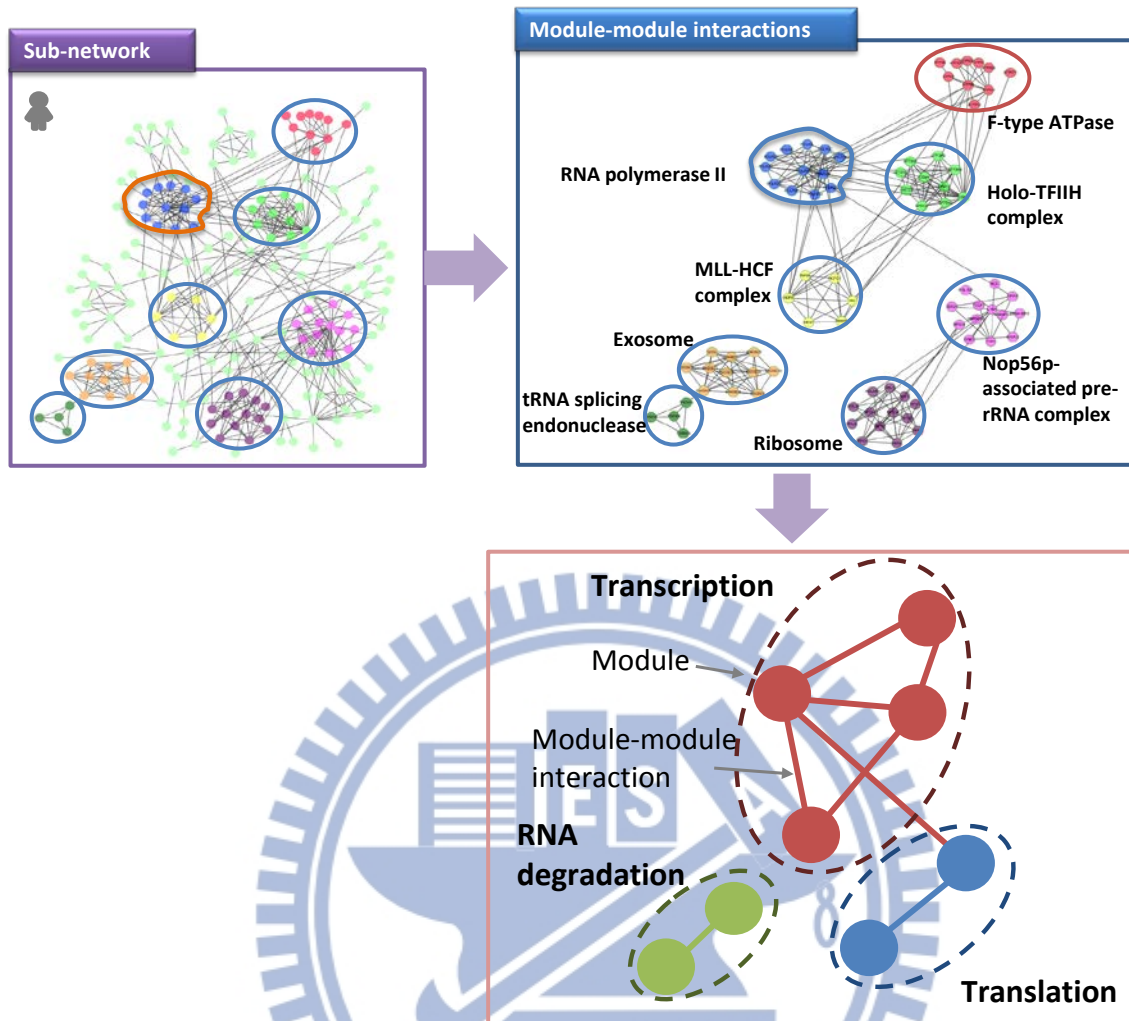 Sub-network
Module-module interactions
F-type ATPase
RNA polymerase II
Holo-TFIIH
complex
MLL-HCF
complex
Exosome
Nop56p-
associated pre-
rRNA complex
tRNA splicing
endonuclease
Ribosome
Transcription
Module
Module-module
interaction
E S A
RNA
degradation
8
Translation